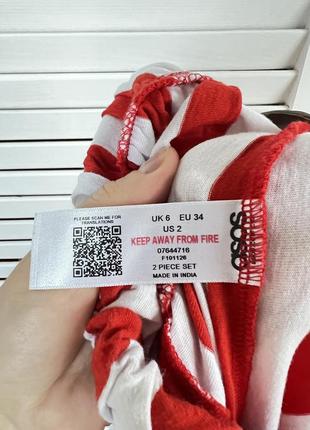 PLEASE SCAN ME FOR
TRANSLATIONS
UK 6 EU 34
US 2
KEEP AWAY FROM FIRE
07644716
F101126
2 PIECE SET
MADE IN INDIA
asos